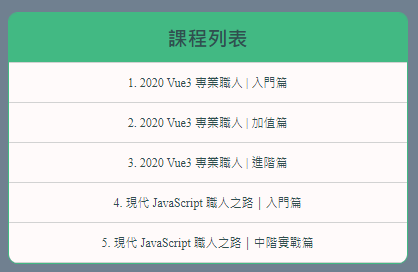 課程列表
1. 2020 Vue3 專業職人 | 入門篇
2. 2020 Vue3 專業職人 | 加值篇
3. 2020 Vue3 專業職人 | 進階篇
4. 現代 JavaScript 職人之路｜入門篇
5. 現代 JavaScript 職人之路｜中階實戰篇